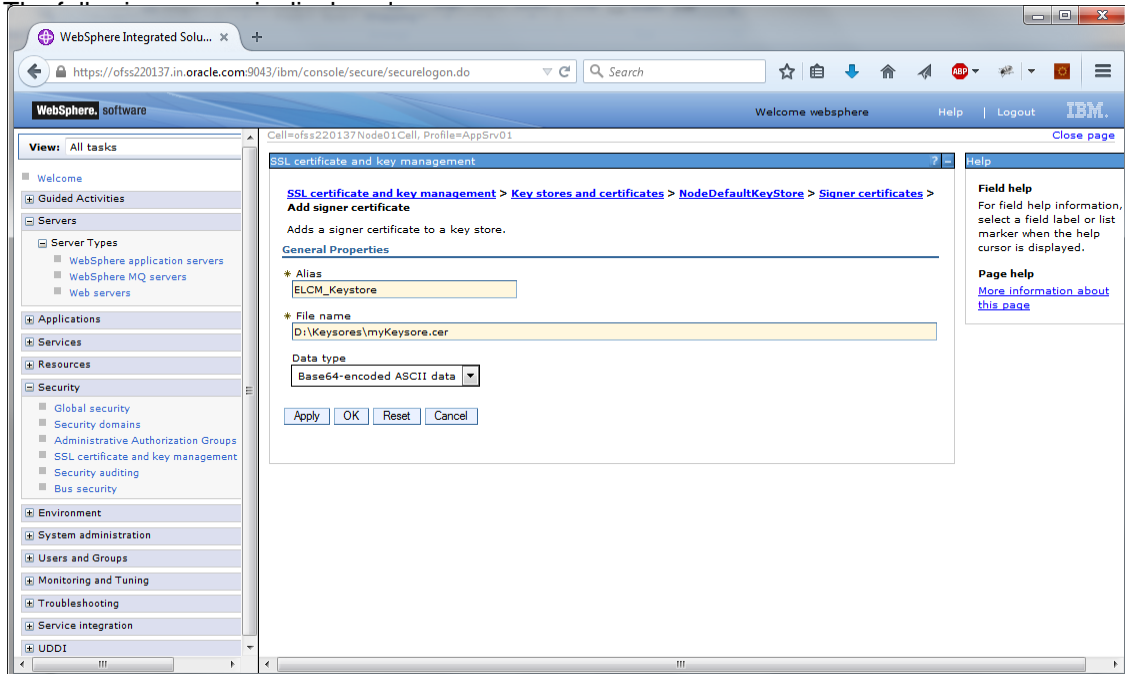 WebSphere Integrated Solu... × +
https://ofss220137.in.oracle.com:9043/ibm/console/secure/securelogon.do
Search
ABP
WebSphere. software
Welcome websphere
Help | Logout
IBM.
View: All tasks
Welcome
Guided Activities
Servers
Server Types
WebSphere application servers
WebSphere MQ servers
Web servers
Applications
Services
Resources
Security
Global security
Security domains
Administrative Authorization Groups
SSL certificate and key management
Security auditing
Bus security
Environment
System administration
Users and Groups
Monitoring and Tuning
Troubleshooting
Service integration
UDDI
Cell=ofss220137Node01Cell, Profile=AppSrv01
Close page
SSL certificate and key management
? -
SSL certificate and key management > Key stores and certificates > NodeDefaultKeyStore > Signer certificates >
Add signer certificate
Adds a signer certificate to a key store.
General Properties
* Alias
ELCM_Keystore
* File name
D:\Keysores\myKeysore.cer
Data type
Base64-encoded ASCII data
Apply OK Reset Cancel
Help
Field help
For field help information,
select a field label or list
marker when the help
cursor is displayed.
Page help
More information about
this page